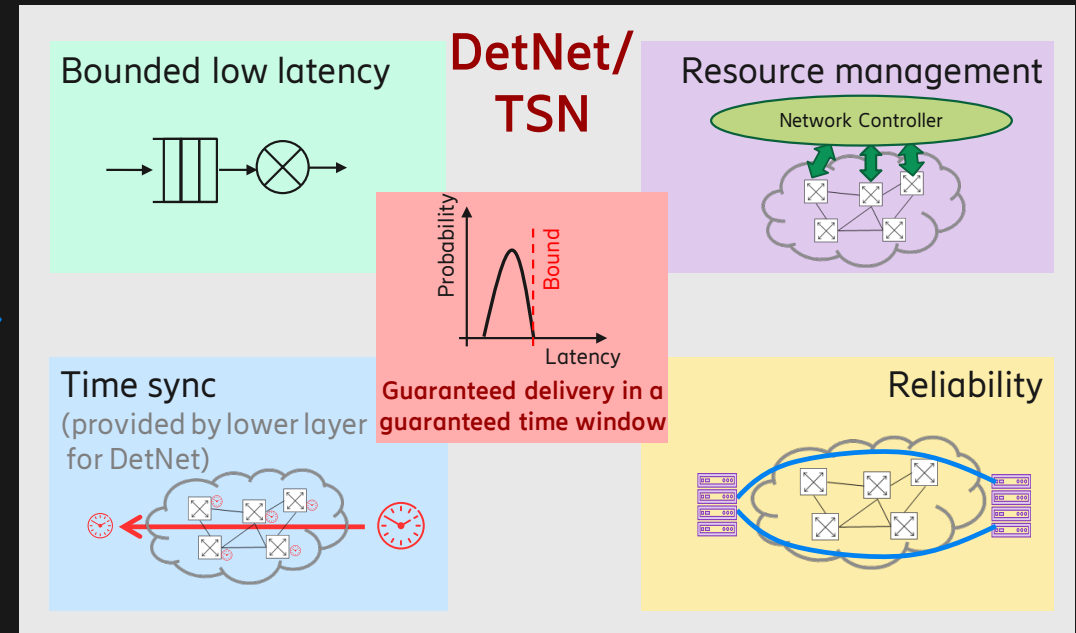 DetNet/
TSN
Bounded low latency
Resource management
Network Controller
Probability
Bound
Latency
Guaranteed delivery in a
guaranteed time window
Time sync
(provided by lower layer
for DetNet)
Reliability